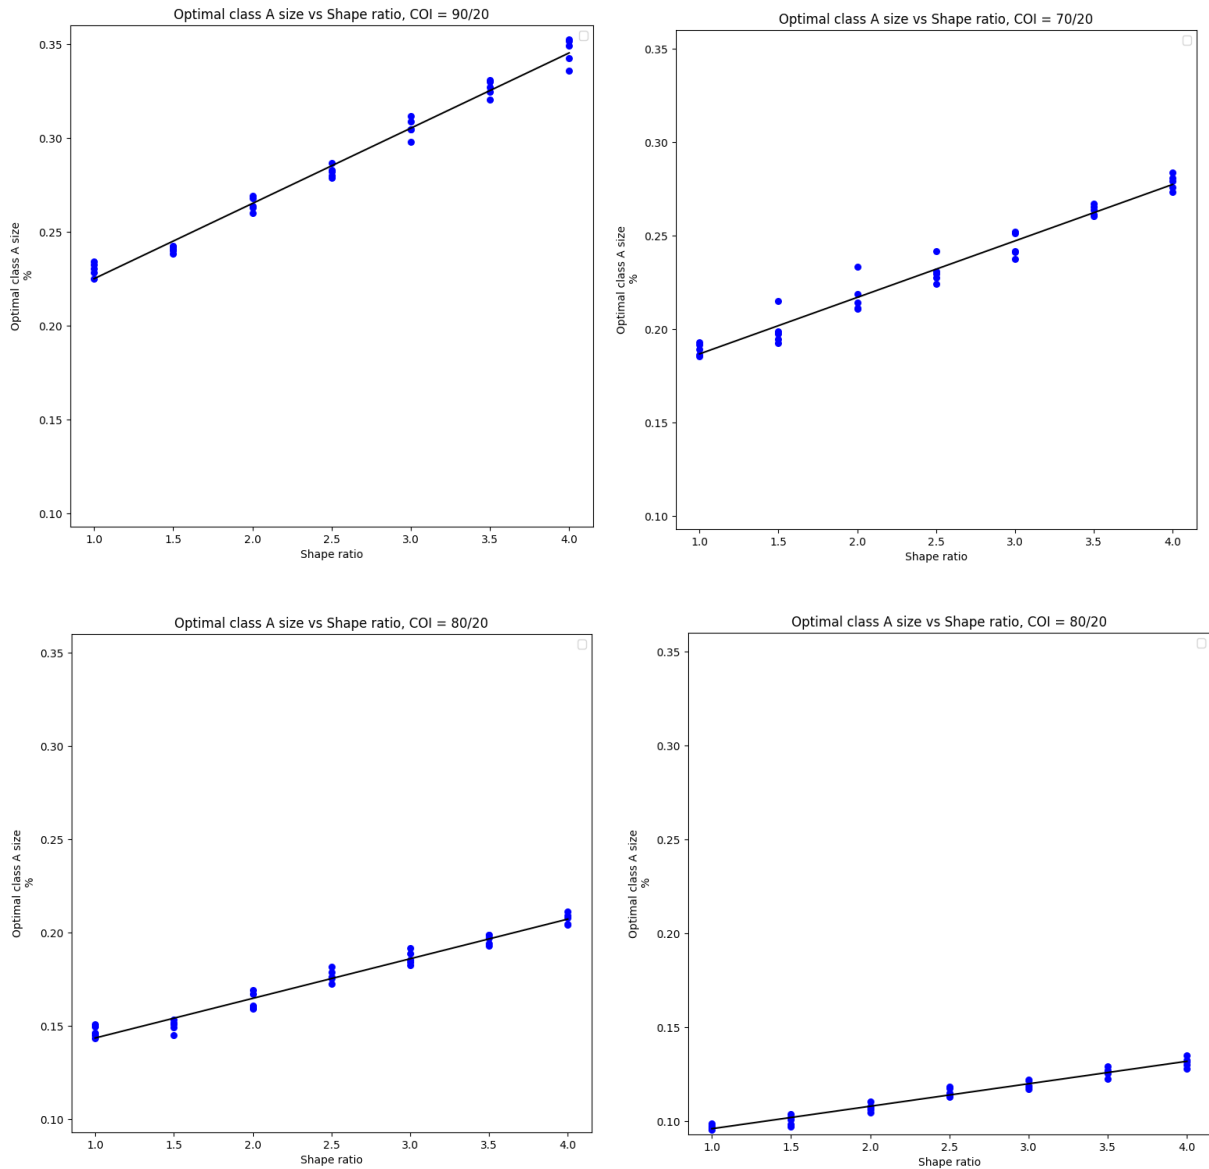 Optimal class A size vs Shape ratio, COI = 90/20
0.35
0.30
0.25
0.20
0.15
0.10
Optimal class A size
%
1.0 1.5 2.0 2.5 3.0 3.5 4.0
Shape ratio
Optimal class A size vs Shape ratio, COI = 70/20
0.35
0.30
0.25
0.20
0.15
0.10
Optimal class A size
%
1.0 1.5 2.0 2.5 3.0 3.5 4.0
Shape ratio
Optimal class A size vs Shape ratio, COI = 80/20
0.35
0.30
0.25
0.20
0.15
0.10
Optimal class A size
%
1.0 1.5 2.0 2.5 3.0 3.5 4.0
Shape ratio
Optimal class A size vs Shape ratio, COI = 80/20
0.35
0.30
0.25
0.20
0.15
0.10
Optimal class A size
%
1.0 1.5 2.0 2.5 3.0 3.5 4.0
Shape ratio